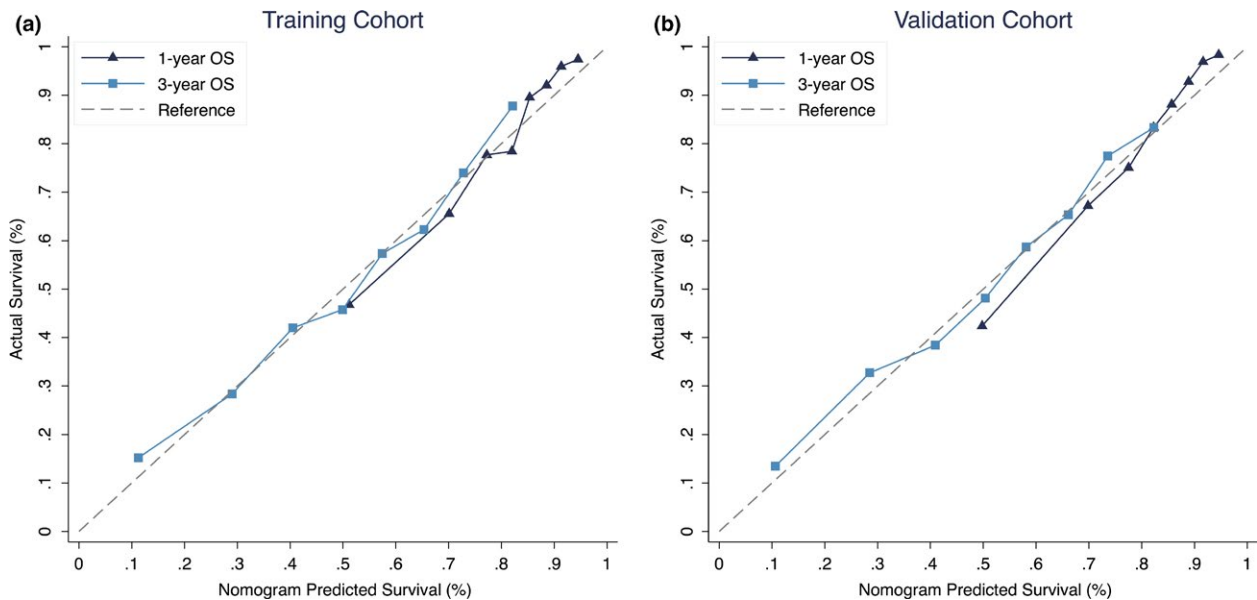 (a)
Training Cohort
1-year OS
3-year OS
Reference
Actual Survival (%)
1
.9
.8
.7
.6
.5
.4
.3
.2
.1
0
0 .1 .2 .3 .4 .5 .6 .7 .8 .9 1
Nomogram Predicted Survival (%)
(b)
Validation Cohort
1-year OS
3-year OS
Reference
Actual Survival (%)
1
.9
.8
.7
.6
.5
.4
.3
.2
.1
0
0 .1 .2 .3 .4 .5 .6 .7 .8 .9 1
Nomogram Predicted Survival (%)